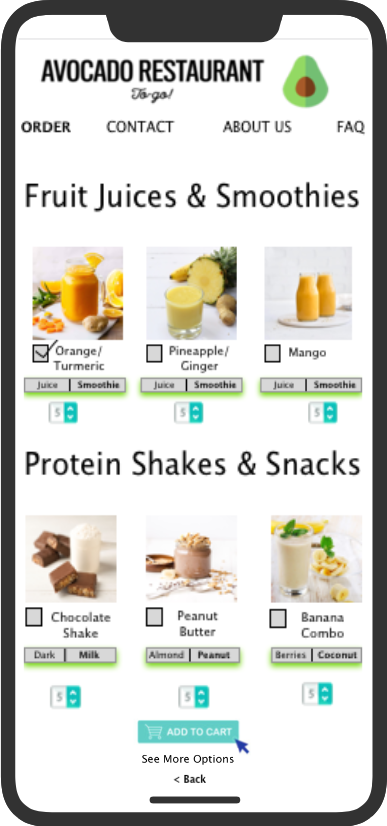 AVOCADO RESTAURANT
To-go!
ORDER CONTACT ABOUT US FAQ
Fruit Juices & Smoothies
Orange/ Pineapple/ Mango
Turmeric Ginger
Juice Smoothie Juice Smoothie Juice Smoothie
5 5 5
Protein Shakes & Snacks
Chocolate Peanut Banana
Shake Butter Combo
Dark Milk Almond Peanut Berries Coconut
5 5 5
ADD TO CART
See More Options
< Back